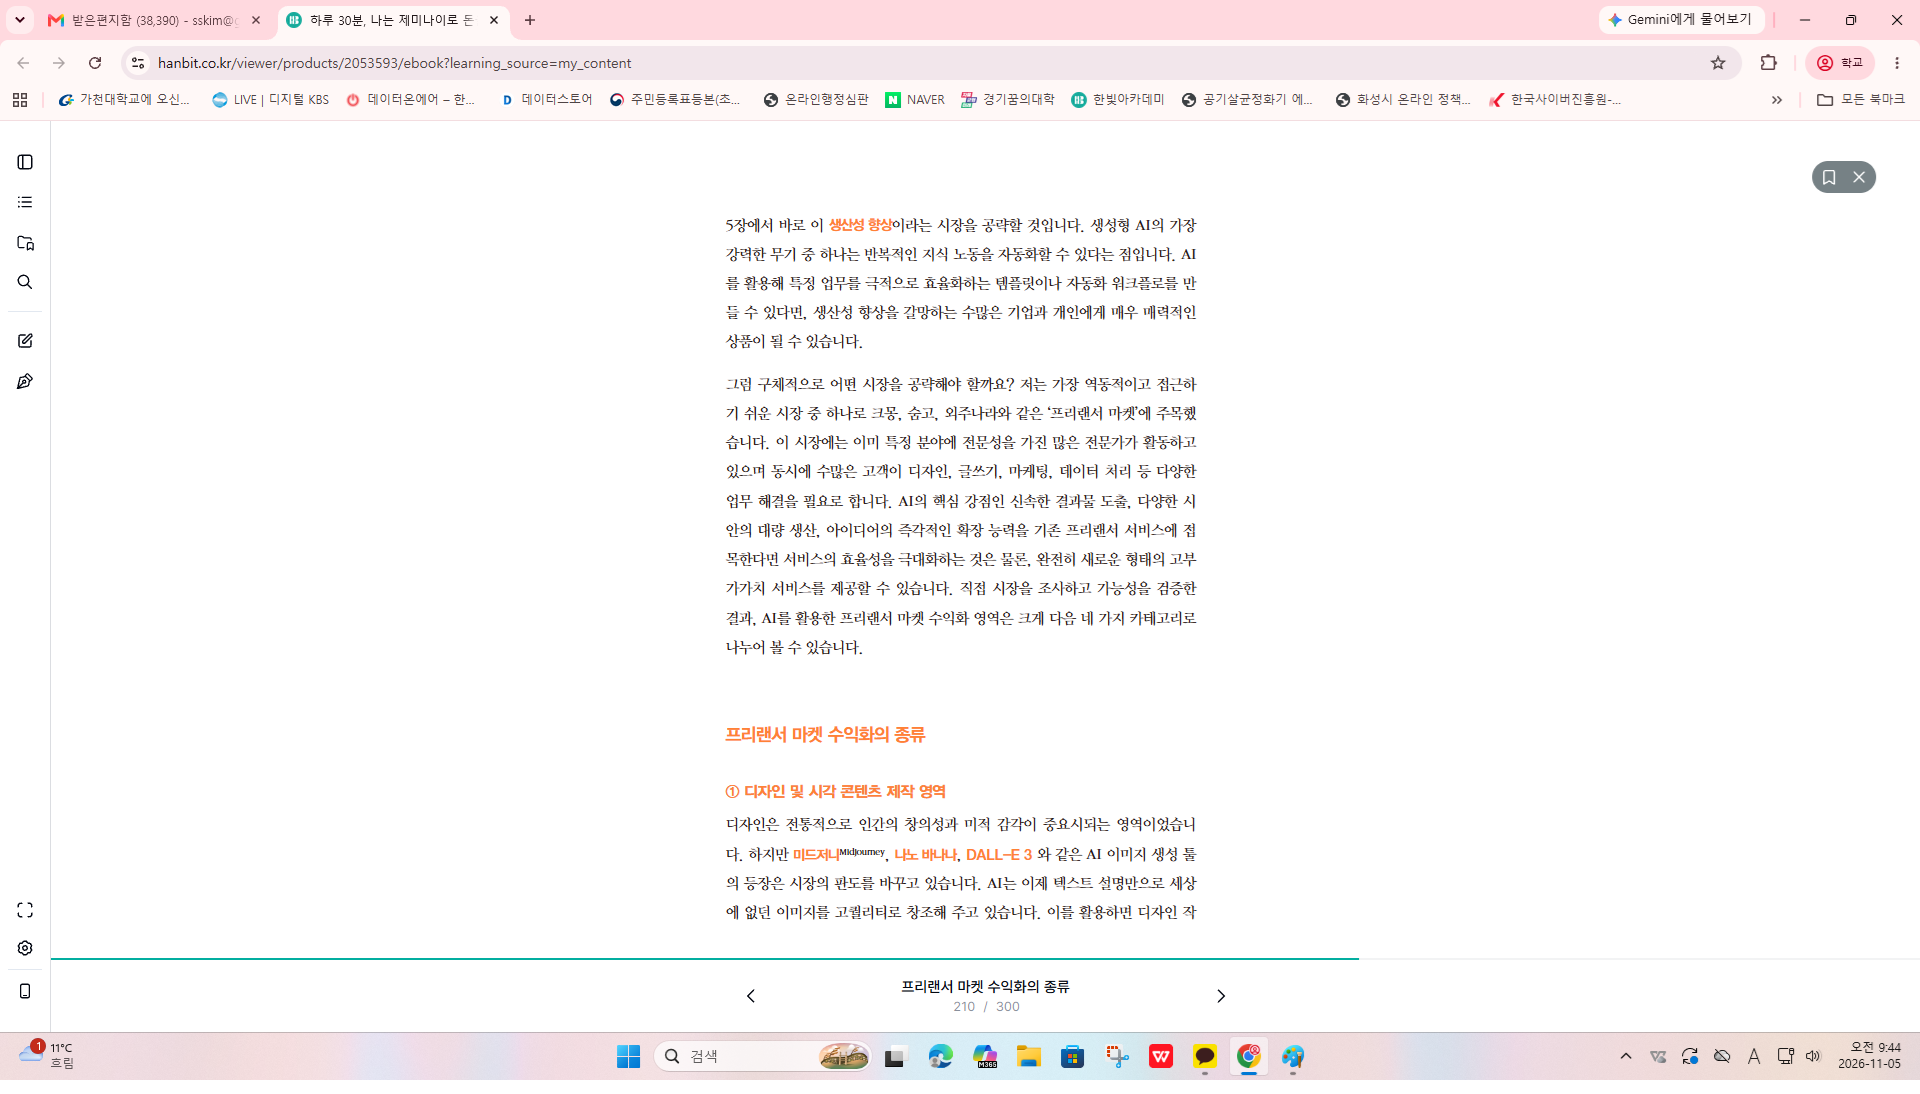 받은편지함 (38,390) - sskim@
하루 30분, 나는 제미나이로 돈
Gemini에게 물어보기
hanbit.co.kr/viewer/products/2053593/ebook?learning_source=my_content
학교
가천대학교에 오신...
LIVE | 디지털 KBS
데이터온에어 – 한...
데이터스토어
주민등록표등본(초...
온라인행정심판
NAVER
경기꿈의대학
한빛아카데미
공기살균정화기 에...
화성시 온라인 정책...
한국사이버진흥원-...
모든 북마크
5장에서 바로 이 생산성 향상이라는 시장을 공략할 것입니다. 생성형 AI의 가장
강력한 무기 중 하나는 반복적인 지식 노동을 자동화할 수 있다는 점입니다. AI
를 활용해 특정 업무를 극적으로 효율화하는 템플릿이나 자동화 워크플로를 만
들 수 있다면, 생산성 향상을 갈망하는 수많은 기업과 개인에게 매우 매력적인
상품이 될 수 있습니다.
그럼 구체적으로 어떤 시장을 공략해야 할까요? 저는 가장 역동적이고 접근하
기 쉬운 시장 중 하나로 크몽, 숨고, 외주나라와 같은 ‘프리랜서 마켓’에 주목했
습니다. 이 시장에는 이미 특정 분야에 전문성을 가진 많은 전문가가 활동하고
있으며 동시에 수많은 고객이 디자인, 글쓰기, 마케팅, 데이터 처리 등 다양한
업무 해결을 필요로 합니다. AI의 핵심 강점인 신속한 결과물 도출, 다양한 시
안의 대량 생산, 아이디어의 즉각적인 확장 능력을 기존 프리랜서 서비스에 접
목한다면 서비스의 효율성을 극대화하는 것은 물론, 완전히 새로운 형태의 고부
가가치 서비스를 제공할 수 있습니다. 직접 시장을 조사하고 가능성을 검증한
결과, AI를 활용한 프리랜서 마켓 수익화 영역은 크게 다음 네 가지 카테고리로
나누어 볼 수 있습니다.
프리랜서 마켓 수익화의 종류
① 디자인 및 시각 콘텐츠 제작 영역
디자인은 전통적으로 인간의 창의성과 미적 감각이 중요시되는 영역이었습니
다. 하지만 미드저니Midjourney, 나노 바나나, DALL-E 3 와 같은 AI 이미지 생성 툴
의 등장은 시장의 판도를 바꾸고 있습니다. AI는 이제 텍스트 설명만으로 세상
에 없던 이미지를 고퀄리티로 창조해 주고 있습니다. 이를 활용하면 디자인 작
프리랜서 마켓 수익화의 종류
210 / 300
1
11°C
흐림
검색
M365
A
오전 9:44
2026-11-05